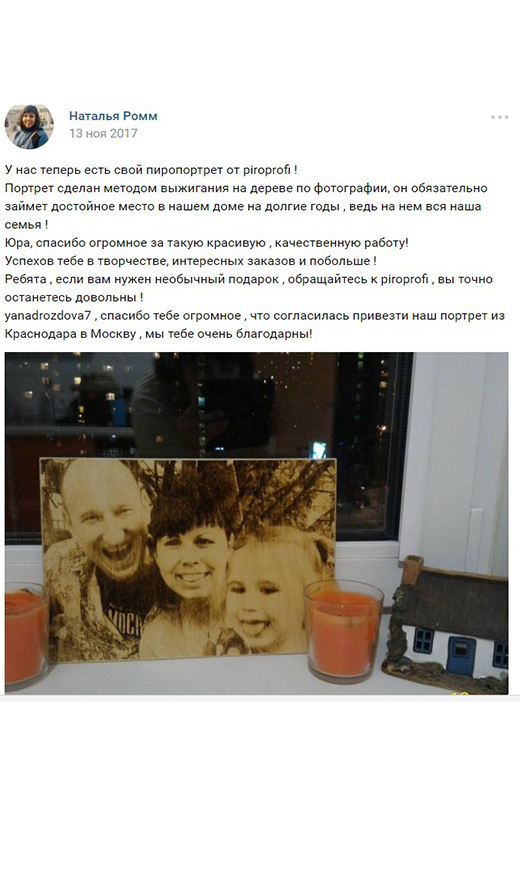 Наталья Ромм
13 ноя 2017
У нас теперь есть свой пиропортрет от piroprofi !
Портрет сделан методом выжигания на дереве по фотографии, он обязательно
займет достойное место в нашем доме на долгие годы , ведь на нем вся наша
семья !
Юра, спасибо огромное за такую красивую , качественную работу!
Успехов тебе в творчестве, интересных заказов и побольше !
Ребята , если вам нужен необычный подарок , обращайтесь к piroprofi , вы точно
останетесь довольны !
yanadrozdova7 , спасибо тебе огромное , что согласилась привезти наш портрет из
Краснодара в Москву , мы тебе очень благодарны!